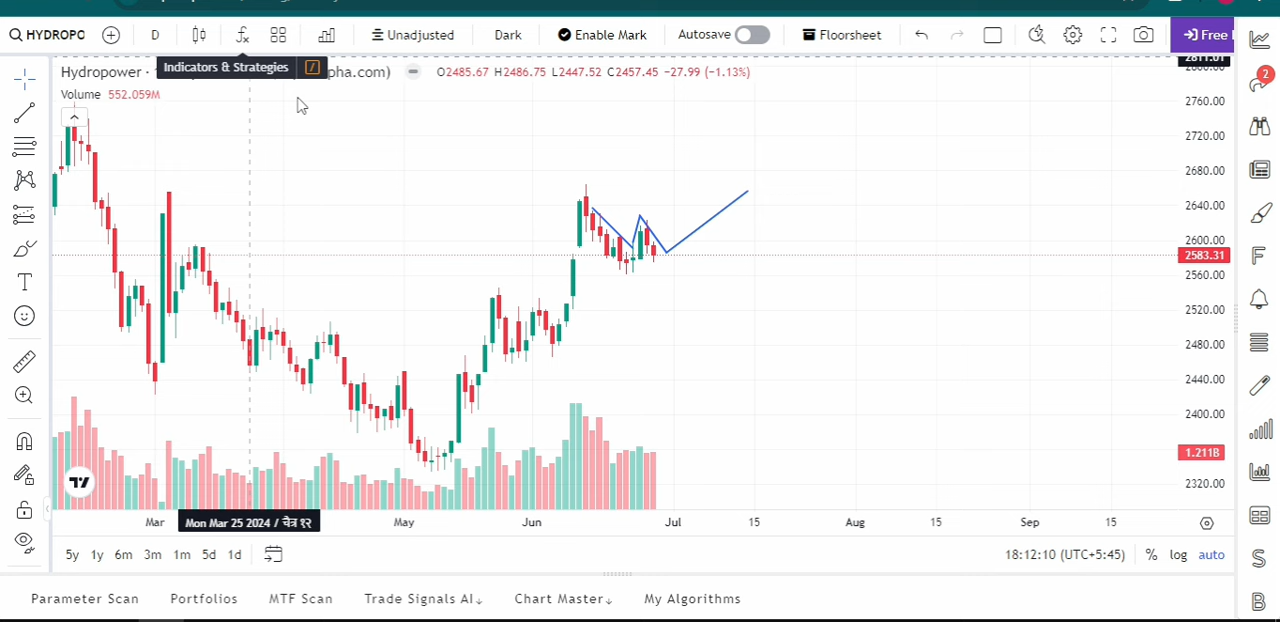 HYDROPO D Unadjusted Dark Enable Mark Autosave Floorsheet Free
Indicators & Strategies /
Hydropower · pha.com) O2485.67 H2486.75 L2447.52 C2457.45 −27.99 (−1.13%)
Volume 552.059M
2
2811.01
2760.00
2720.00
2680.00
2640.00
2600.00
2583.31
2560.00
2520.00
2480.00
2440.00
2400.00
1.211B
2320.00
Mar Mon Mar 25 2024 / चैत्र १२ May Jun Jul 15 Aug 15 Sep 15
5y 1y 6m 3m 1m 5d 1d 18:12:10 (UTC+5:45) % log auto
Parameter Scan Portfolios MTF Scan Trade Signals AI↓ Chart Master↓ My Algorithms